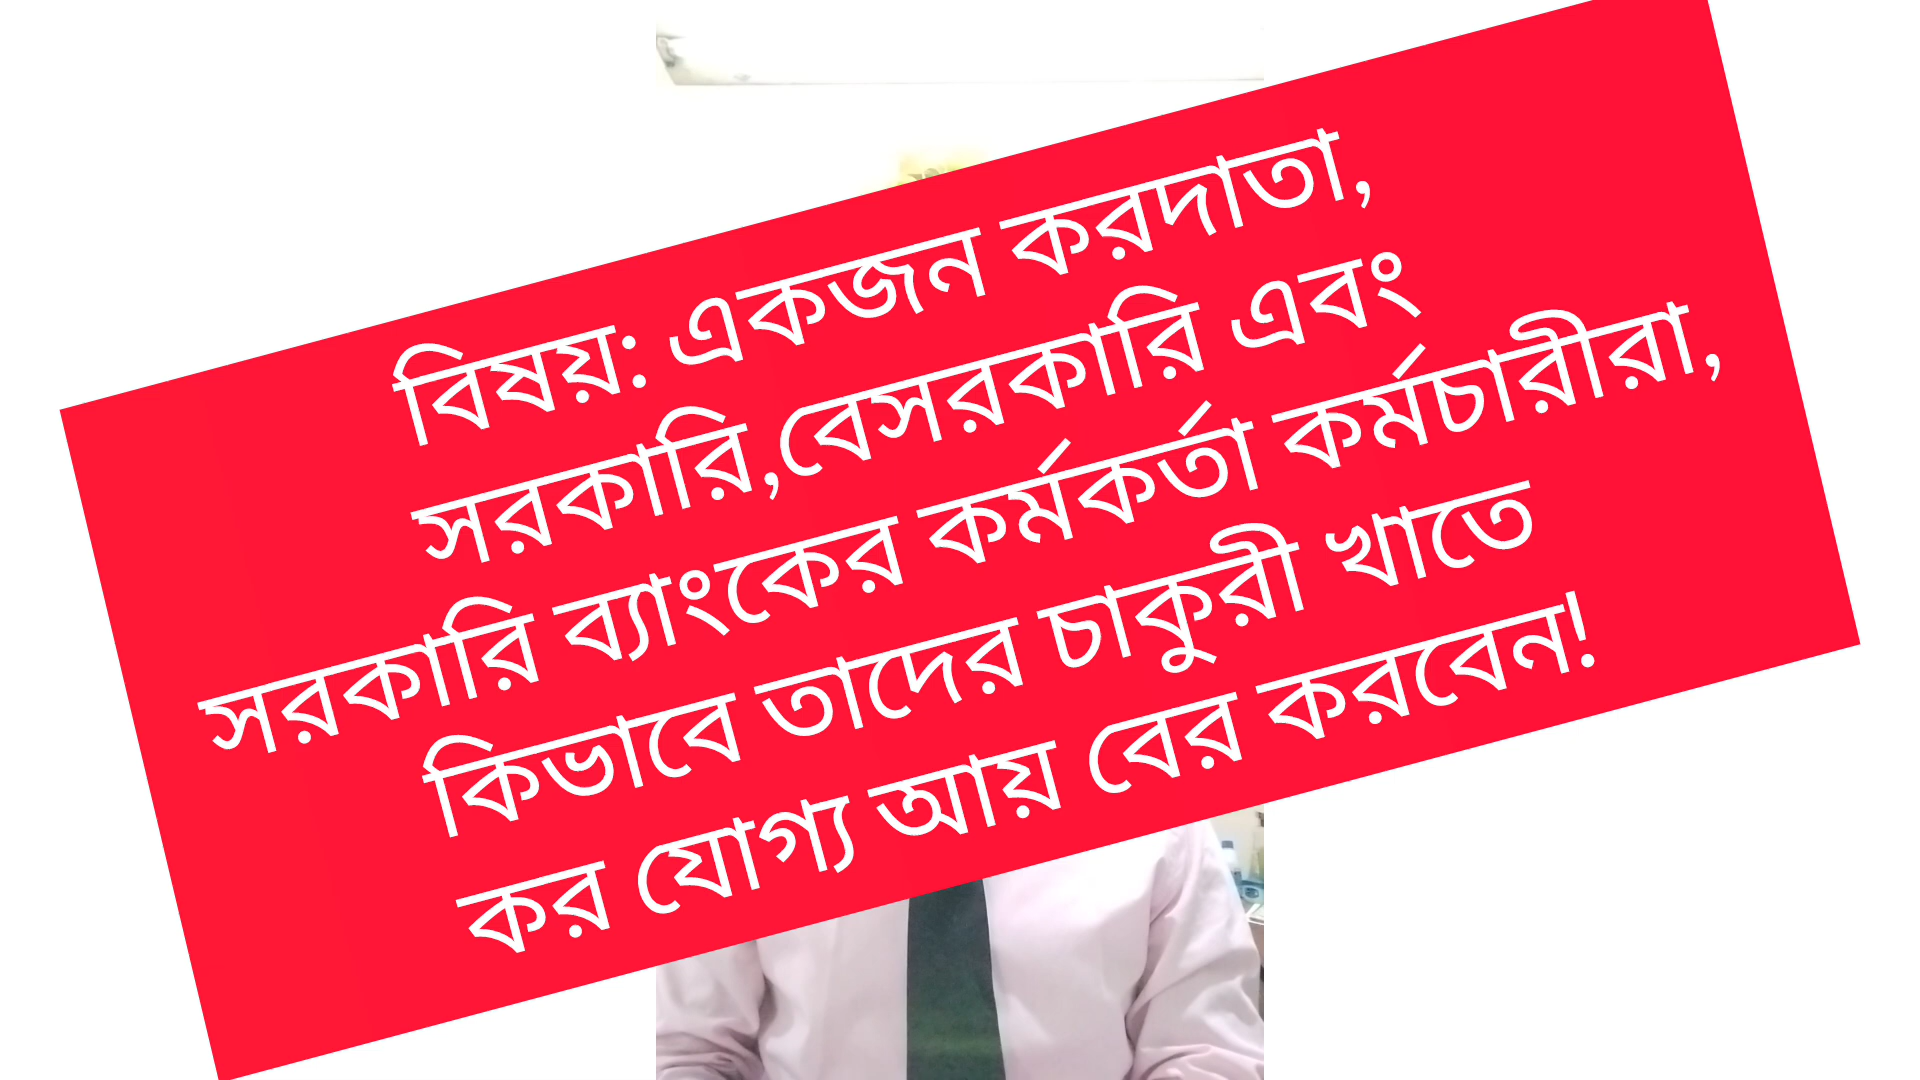 বিষয়: একজন করদাতা,
সরকারি,বেসরকারি এবং
সরকারি ব্যাংকের কর্মকর্তা কর্মচারীরা,
কিভাবে তাদের চাকুরী খাতে
কর যোগ্য আয় বের করবেন!